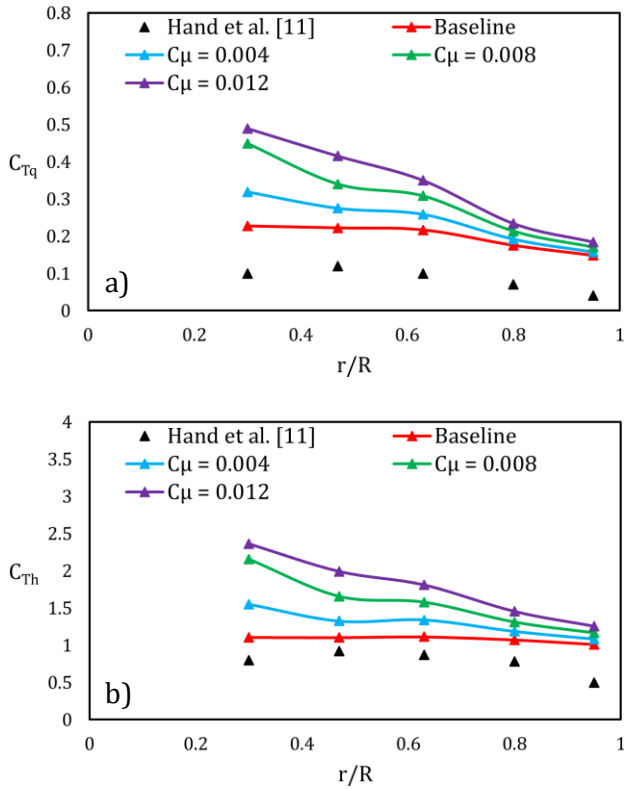 0.8
Hand et al. [11] Baseline
0.7
Cμ = 0.004 Cμ = 0.008
0.6
Cμ = 0.012
0.5
C_Tq 0.4
0.3
0.2
0.1
a)
0
0 0.2 0.4 0.6 0.8 1
r/R
4
Hand et al. [11] Baseline
3.5
Cμ = 0.004 Cμ = 0.008
3
Cμ = 0.012
2.5
C_Th 2
1.5
1
0.5
b)
0
0 0.2 0.4 0.6 0.8 1
r/R